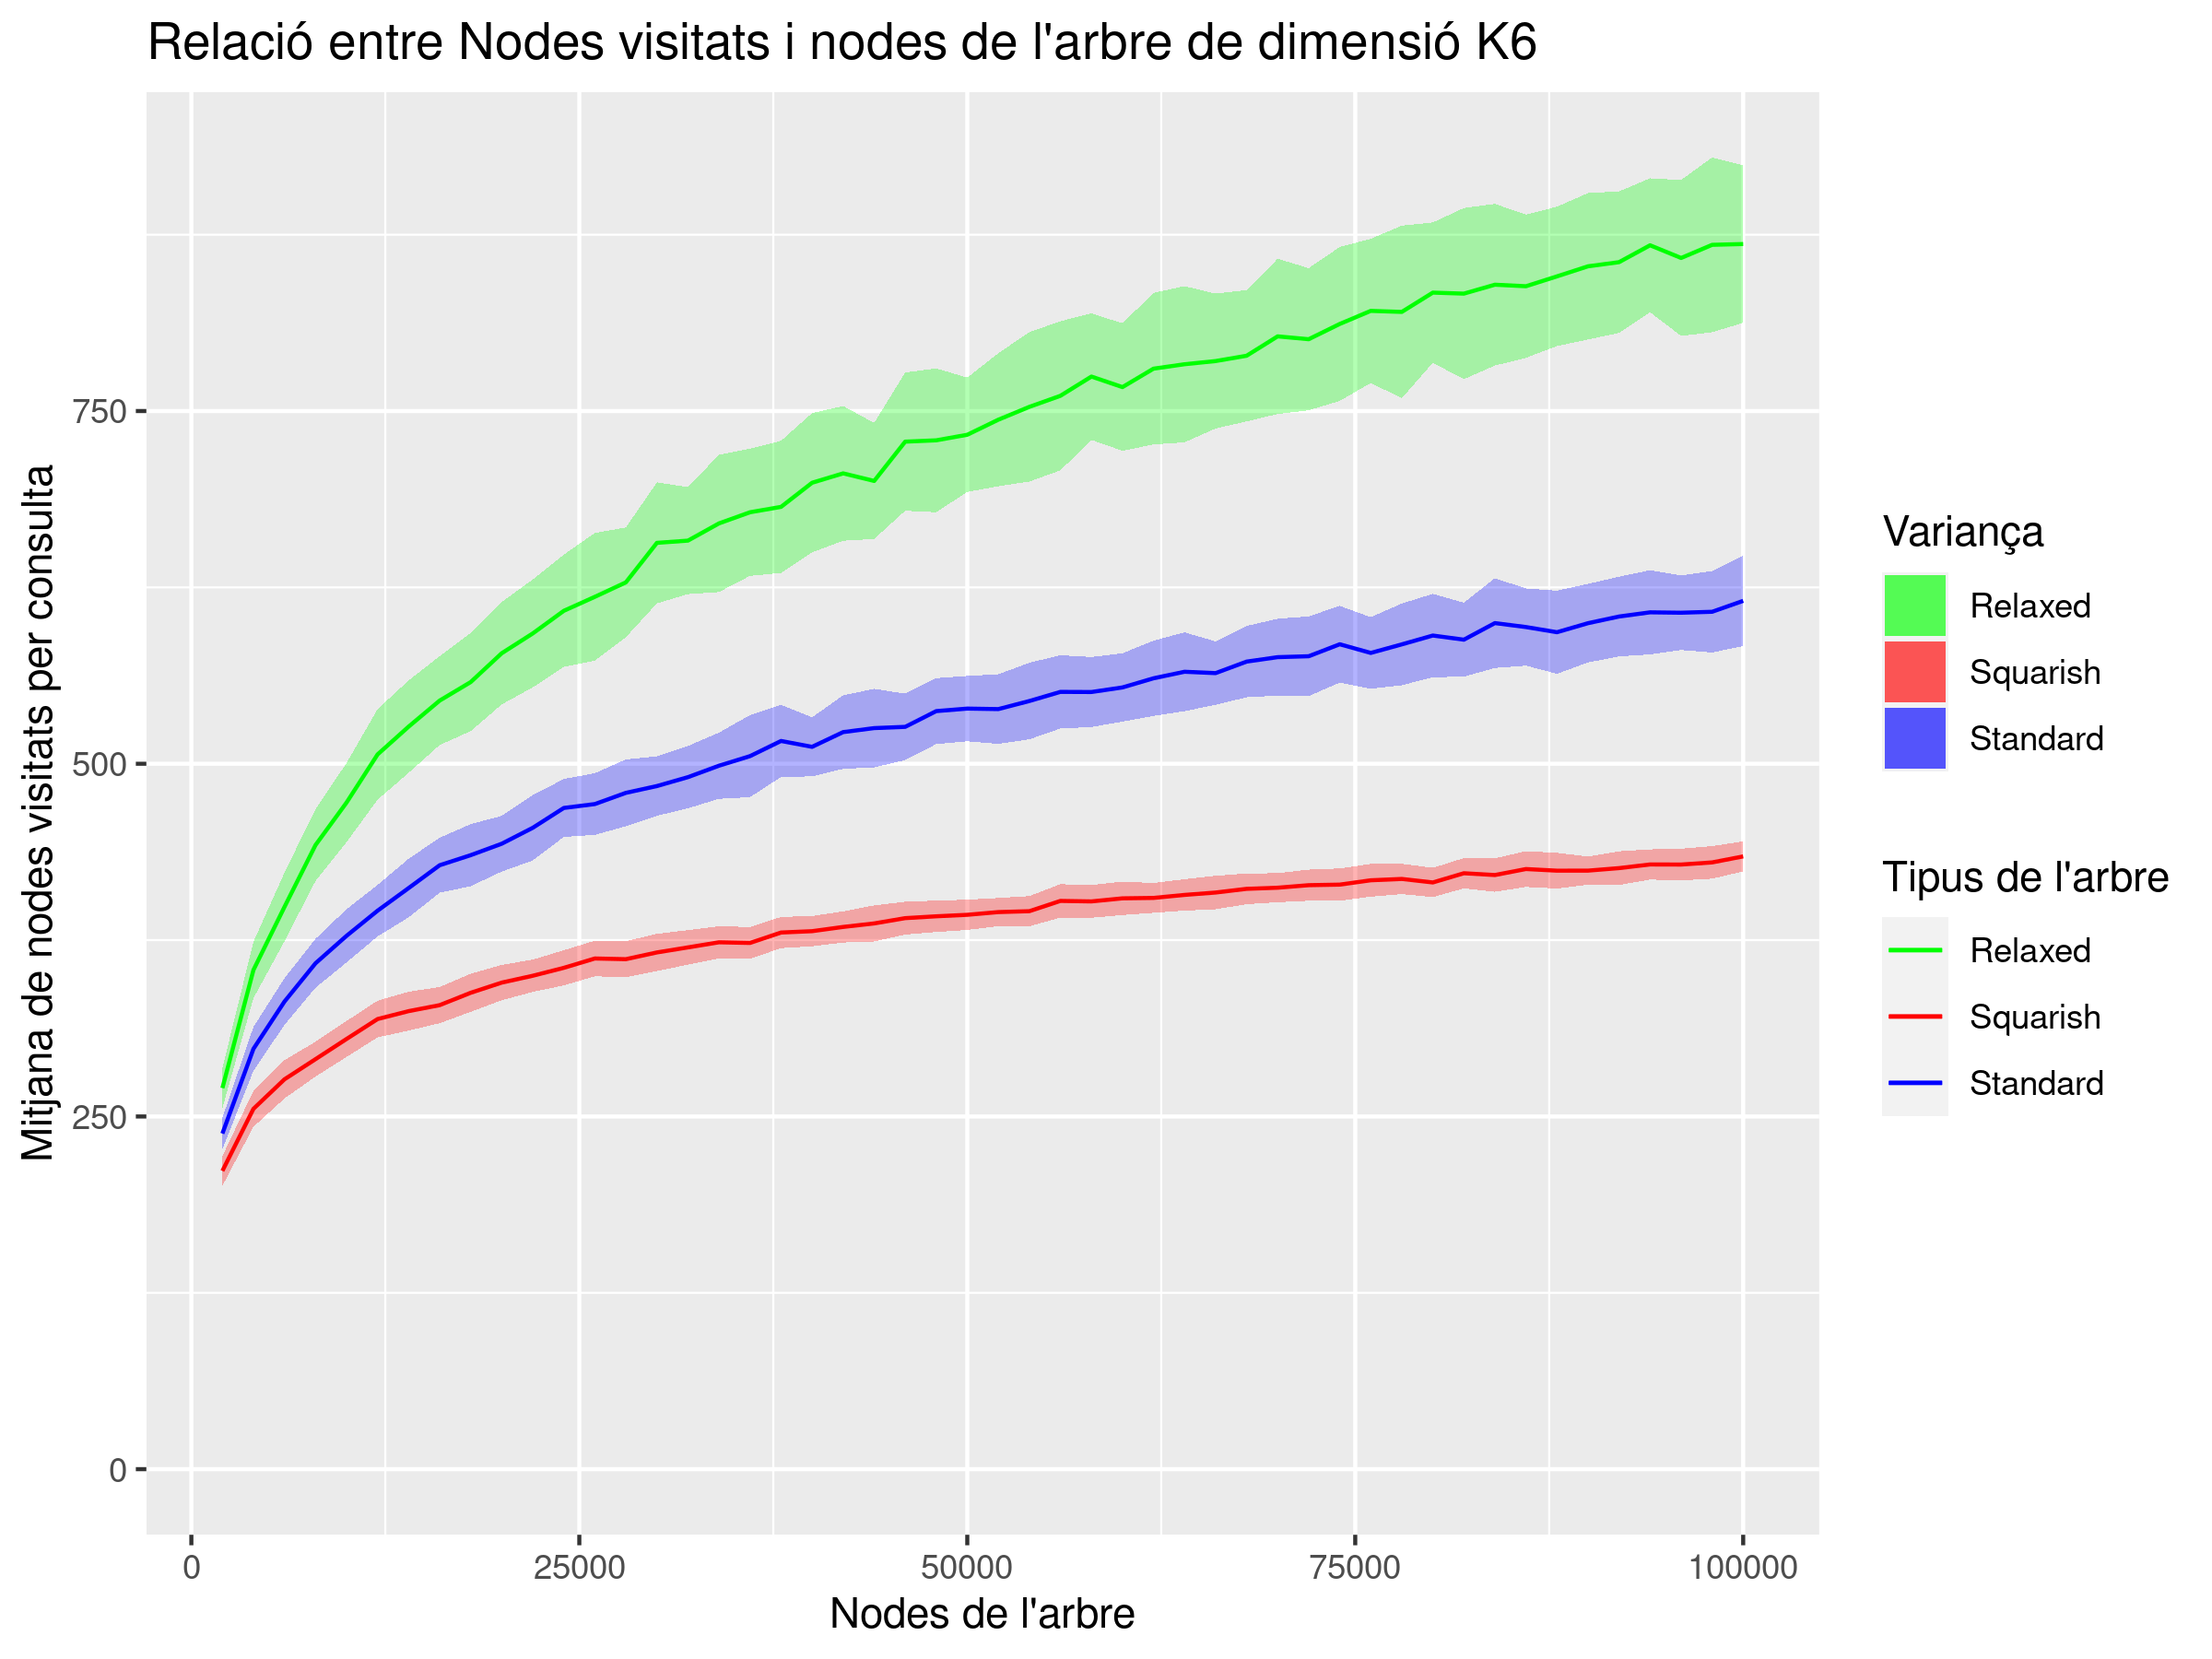 Relació entre Nodes visitats i nodes de l'arbre de dimensió K6
Mitjana de nodes visitats per consulta
750
500
250
0
0
25000
50000
75000
100000
Nodes de l'arbre
Variança
Relaxed
Squarish
Standard
Tipus de l'arbre
Relaxed
Squarish
Standard